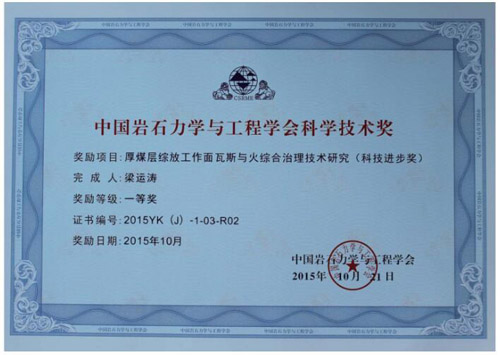 CSRME
中国岩石力学与工程学会科学技术奖
奖励项目:厚煤层综放工作面瓦斯与火综合治理技术研究(科技进步奖)
完成人:梁运涛
奖励等级:一等奖
证书编号:2015YK(J)-1-03-R02
奖励日期:2015年10月
中国岩石力学与工程学会
2015年10月21日